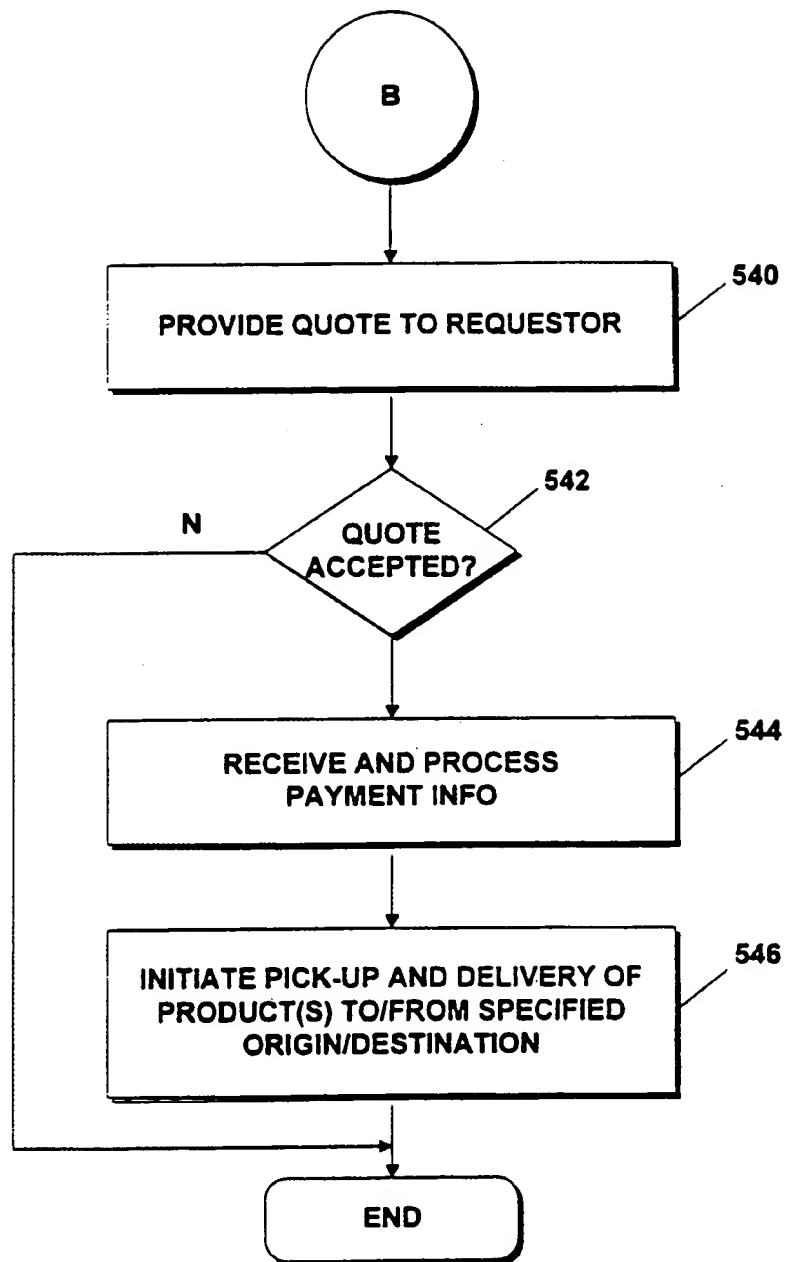 B
540
PROVIDE QUOTE TO REQUESTOR
542
N
QUOTE
ACCEPTED?
544
RECEIVE AND PROCESS
PAYMENT INFO
546
INITIATE PICK-UP AND DELIVERY OF
PRODUCT(S) TO/FROM SPECIFIED
ORIGIN/DESTINATION
END